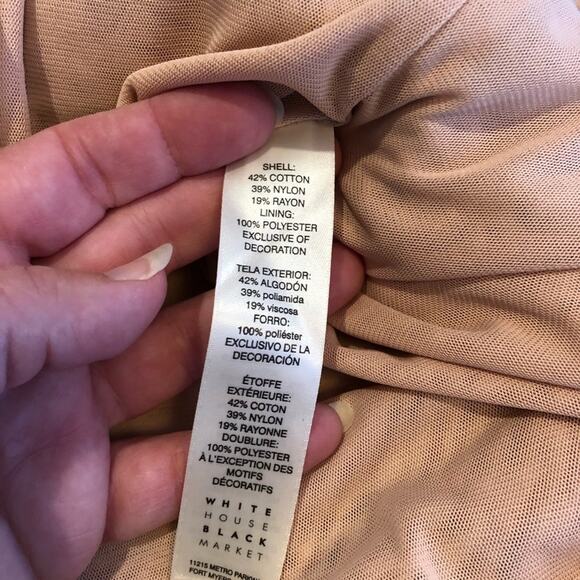 SHELL:
42% COTTON
39% NYLON
19% RAYON
LINING:
100% POLYESTER
EXCLUSIVE OF
DECORATION
TELA EXTERIOR:
42% ALGODÓN
39% poliamida
19% viscosa
FORRO:
100% poliéster
EXCLUSIVO DE LA
DECORACIÓN
ÉTOFFE
EXTÉRIEURE:
42% COTON
39% NYLON
19% RAYONNE
DOUBLURE:
100% POLYESTER
À L'EXCEPTION DES
MOTIFS
DÉCORATIFS
WHITE
HOUSE
BLACK
MARKET
11215 METRO
FORT